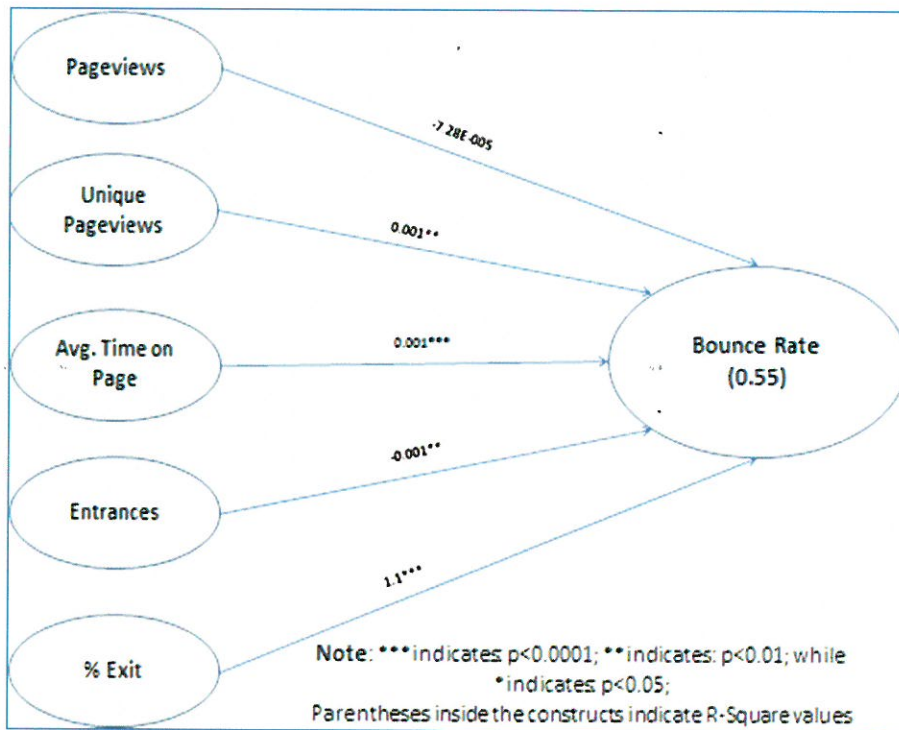 Pageviews
-7.28E-005
Unique
Pageviews
0.001**
Avg. Time on
Page
0.001***
Bounce Rate
(0.55)
-0.001**
Entrances
1.1***
% Exit
Note: *** indicates: p<0.0001; ** indicates: p<0.01; while
* indicates: p<0.05;
Parentheses inside the constructs indicate R-Square values